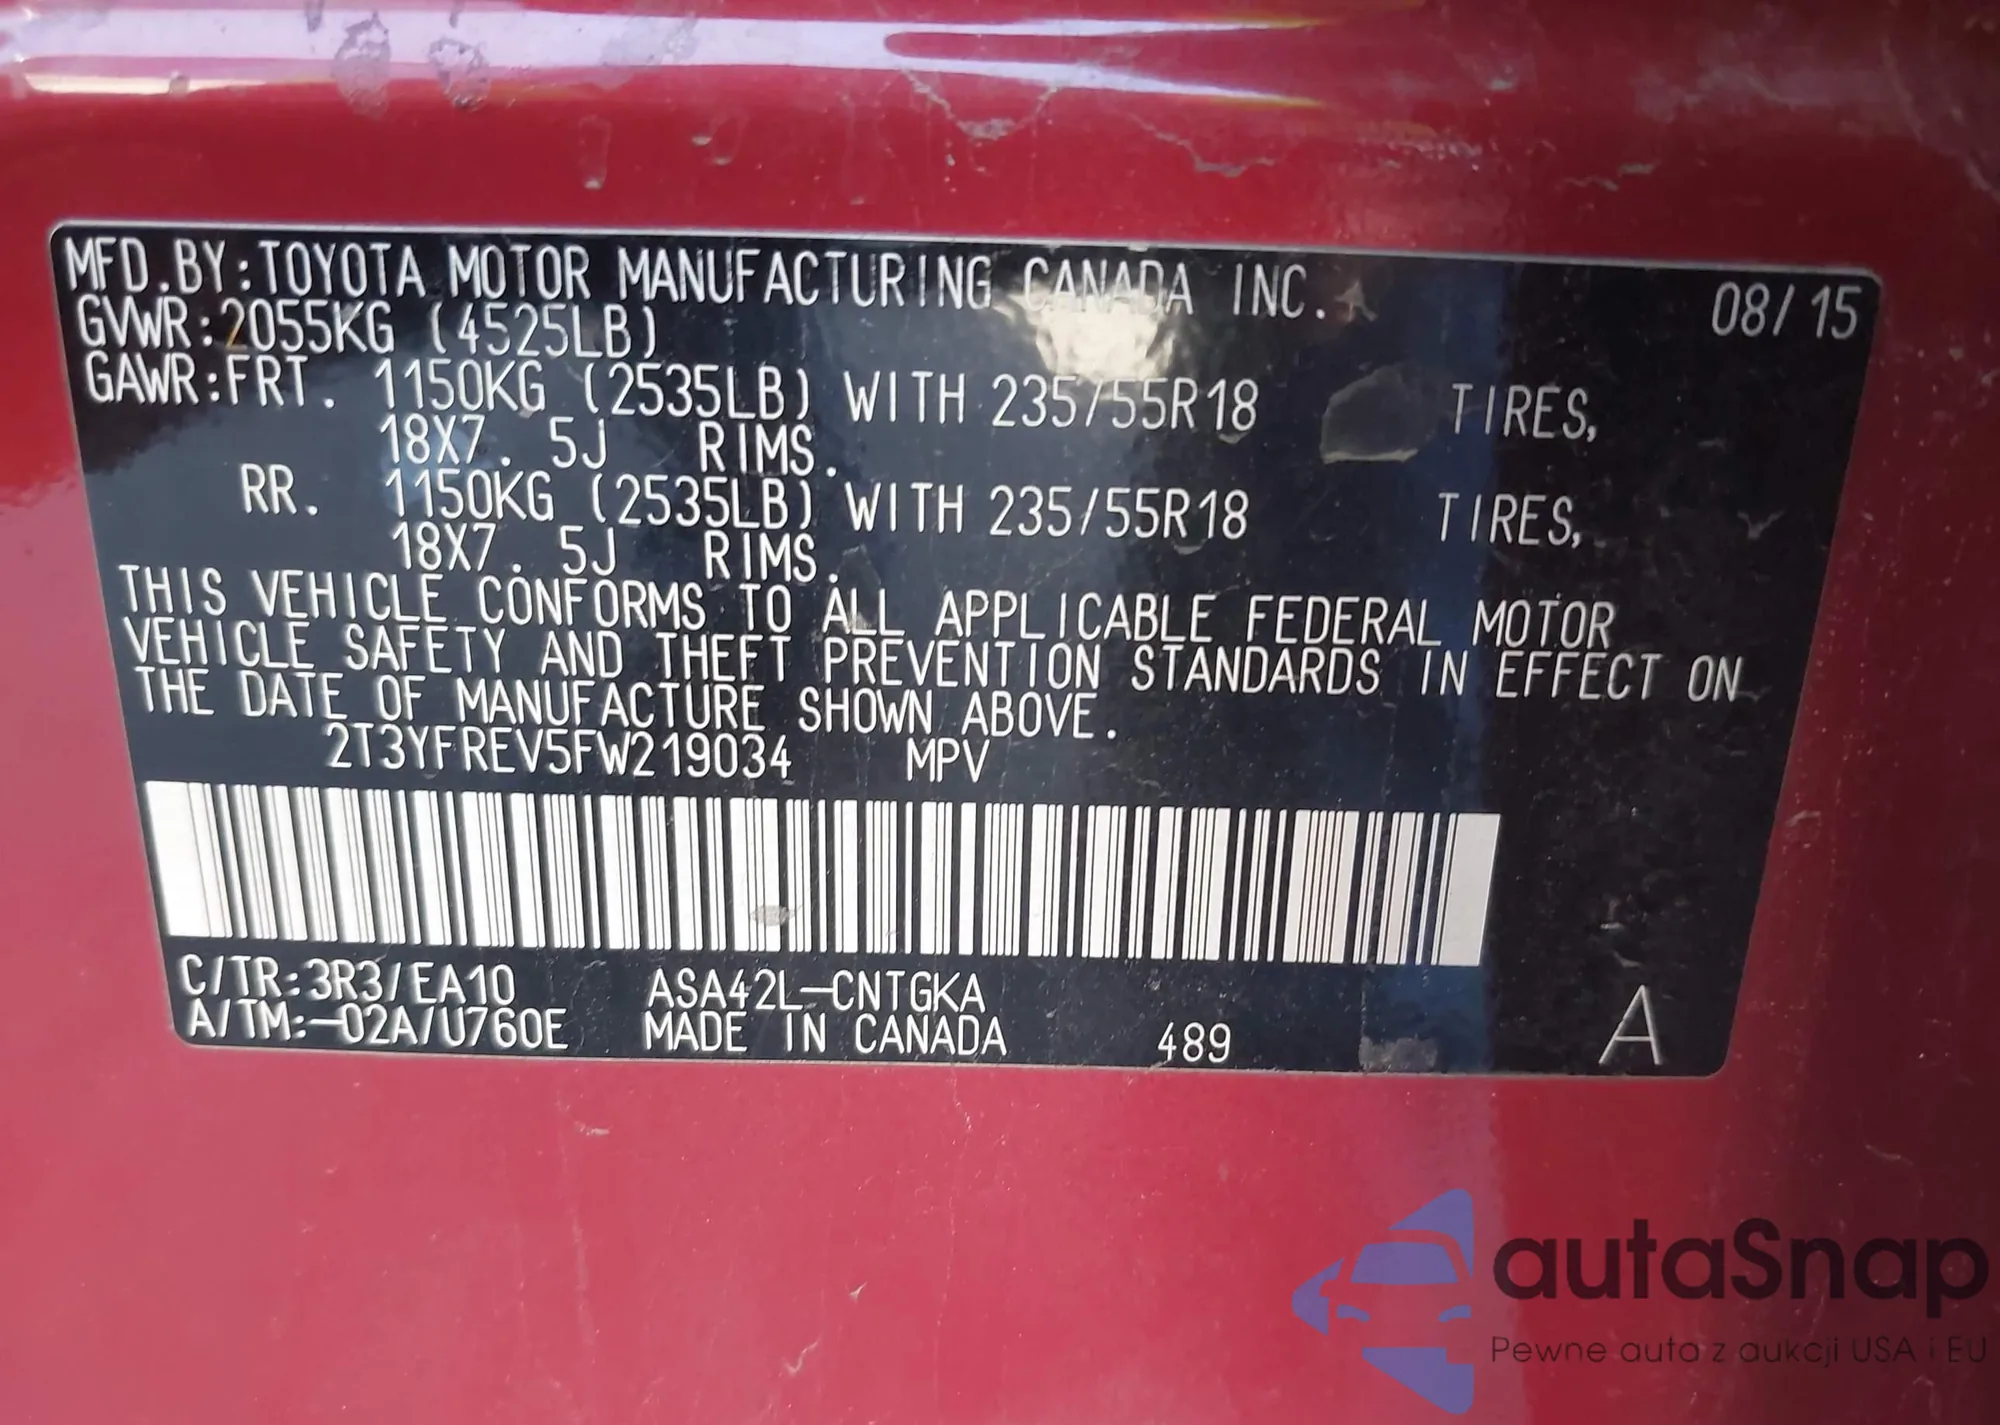 MFD.BY:TOYOTA MOTOR MANUFACTURING CANADA INC. 08/15
GVWR:2055KG (4525LB)
GAWR:FRT. 1150KG (2535LB) WITH 235/55R18 TIRES,
18X7.5J RIMS.
RR. 1150KG (2535LB) WITH 235/55R18 TIRES,
18X7.5J RIMS.
THIS VEHICLE CONFORMS TO ALL APPLICABLE FEDERAL MOTOR
VEHICLE SAFETY AND THEFT PREVENTION STANDARDS IN EFFECT ON
THE DATE OF MANUFACTURE SHOWN ABOVE.
2T3YFREV5FW219034 MPV
C/TR:3R3/EA10 ASA42L-CNTGKA
A/TM:-02A/U760E MADE IN CANADA 489 A
autaSnap
Pewne auta z aukcji USA i EU